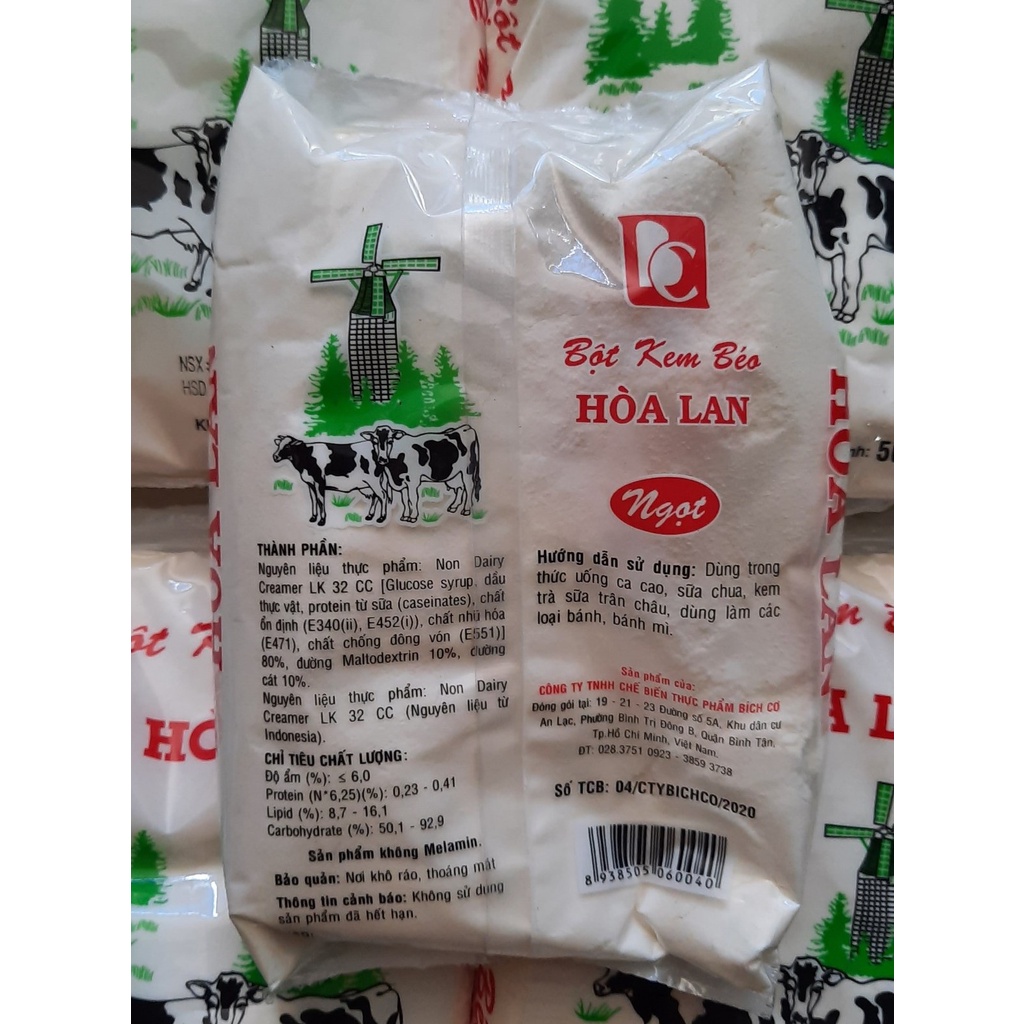 Bột
NSX
HSD
BC
Bột Kem Béo
HÒA LAN
Ngọt
THÀNH PHẦN:
Nguyên liệu thực phẩm: Non Dairy
Creamer LK 32 CC [Glucose syrup, dầu
thực vật, protein từ sữa (caseinates), chất
ổn định (E340(ii), E452(i)), chất nhũ hóa
(E471), chất chống đông vón (E551)]
80%, đường Maltodextrin 10%, đường
cát 10%.
Nguyên liệu thực phẩm: Non Dairy
Creamer LK 32 CC (Nguyên liệu từ
Indonesia).
CHỈ TIÊU CHẤT LƯỢNG:
Độ ẩm (%): ≤ 6,0
Protein (N*6,25)(%): 0,23 - 0,41
Lipid (%): 8,7 - 16,1
Carbohydrate (%): 50,1 - 92,9
Sản phẩm không Melamin.
Bảo quản: Nơi khô ráo, thoáng mát
Thông tin cảnh báo: Không sử dụng
sản phẩm đã hết hạn.
Hướng dẫn sử dụng: Dùng trong
thức uống ca cao, sữa chua, kem
trà sữa trân châu, dùng làm các
loại bánh, bánh mì.
Sản phẩm của:
CÔNG TY TNHH CHẾ BIẾN THỰC PHẨM BÍCH CƠ
Đóng gói tại: 19 - 21 - 23 Đường số 5A, Khu dân cư
An Lạc, Phường Bình Trị Đông B, Quận Bình Tân,
Tp.Hồ Chí Minh, Việt Nam.
ĐT: 028.3751 0923 - 3859 3738
Số TCB: 04/CTYBICHCO/2020
8 938505 060040
HÒA LAN